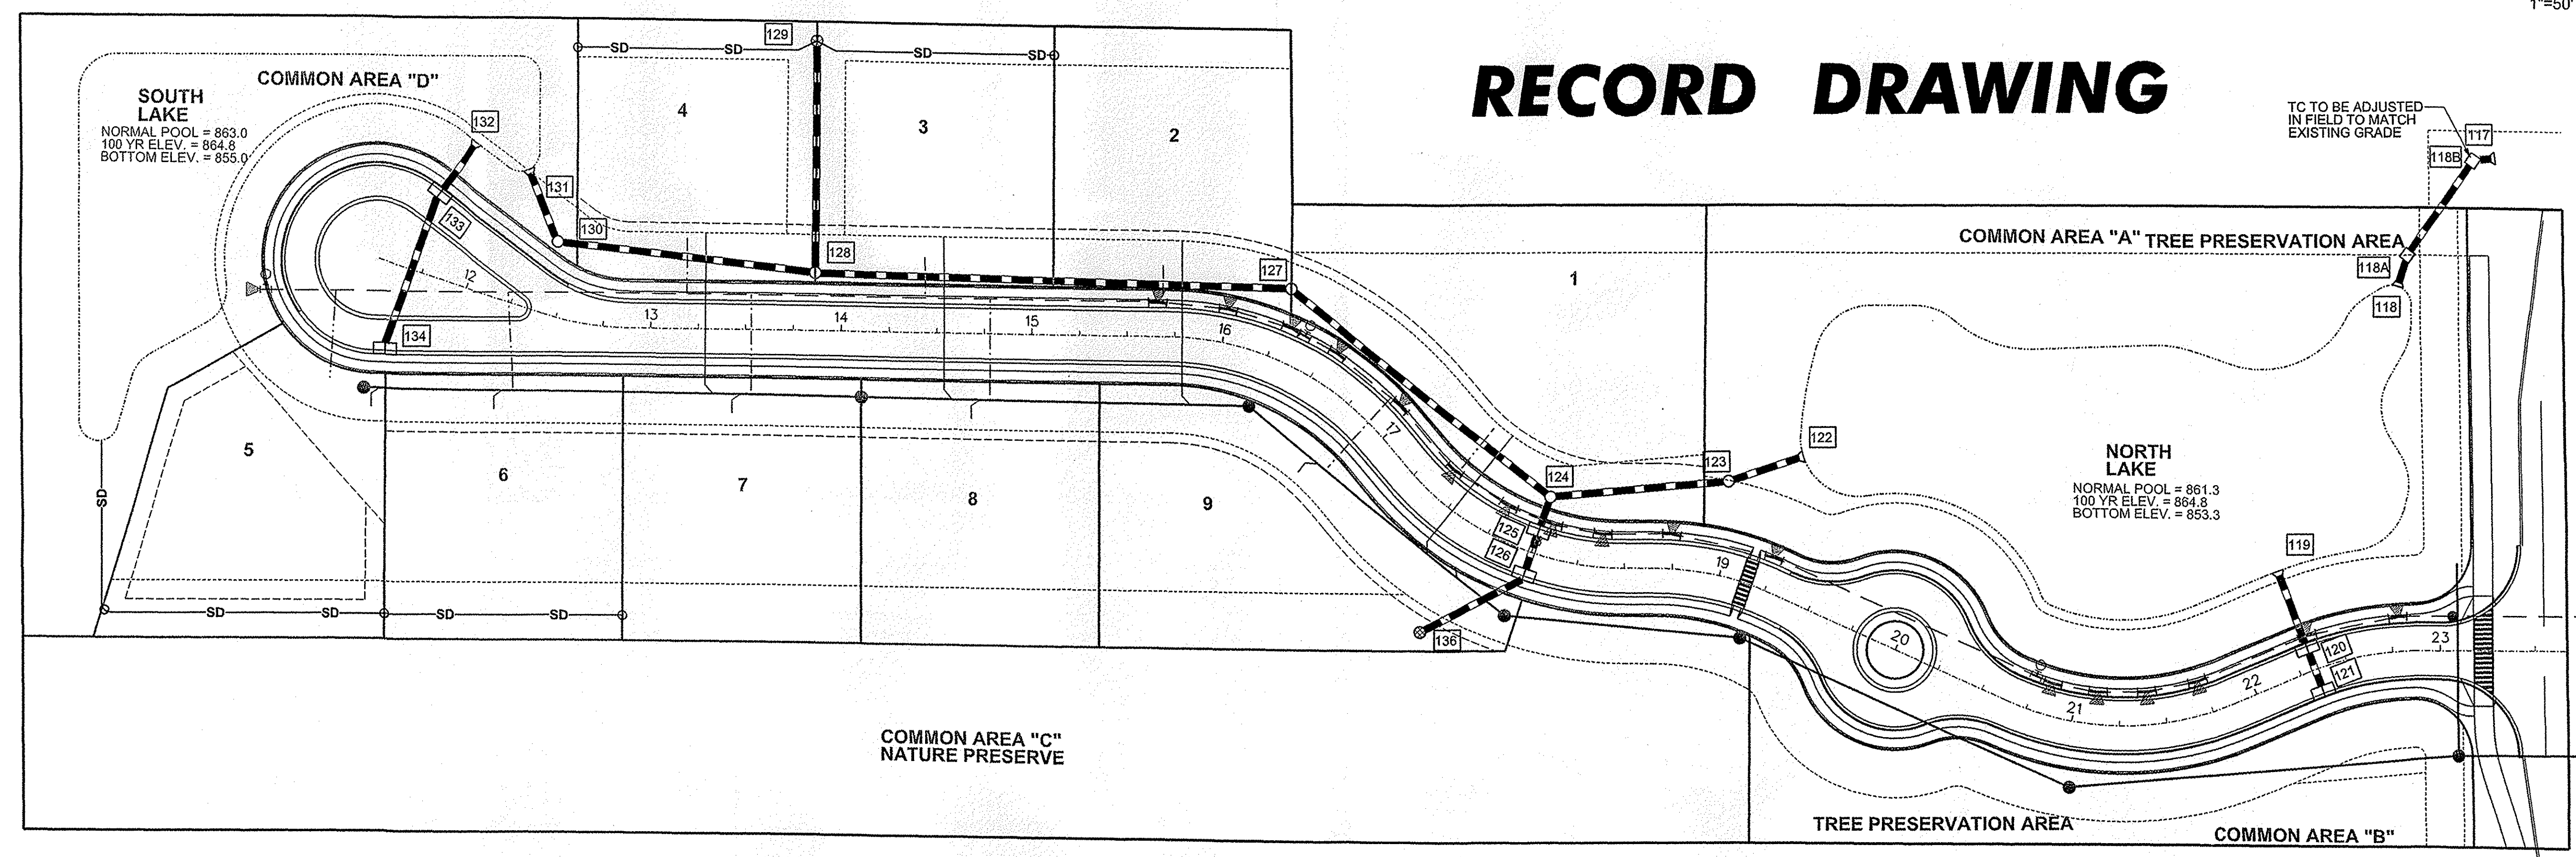 1"=50'
RECORD DRAWING
COMMON AREA "D"
SOUTH
LAKE
NORMAL POOL = 863.0
100 YR ELEV. = 864.8
BOTTOM ELEV. = 855.0
129
SD
SD
SD
SD
4
3
2
132
131
130
133
134
128
127
12
13
14
15
16
17
1
TC TO BE ADJUSTED
IN FIELD TO MATCH
EXISTING GRADE
117
118B
118A
118
COMMON AREA "A" TREE PRESERVATION AREA
122
123
124
125
126
136
NORTH
LAKE
NORMAL POOL = 861.3
100 YR ELEV. = 864.8
BOTTOM ELEV. = 853.3
119
120
121
19
20
21
22
23
5
6
7
8
9
SD
SD
SD
SD
SD
COMMON AREA "C"
NATURE PRESERVE
TREE PRESERVATION AREA
COMMON AREA "B"